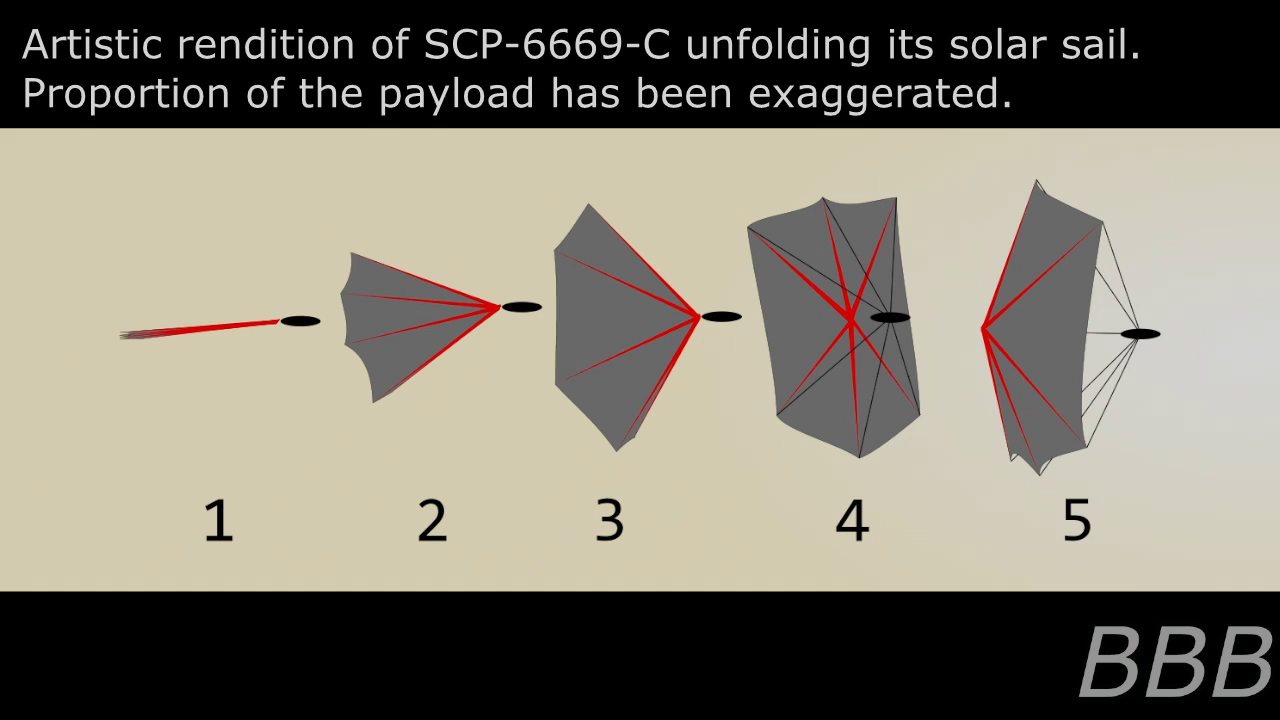 Artistic rendition of SCP-6669-C unfolding its solar sail.
Proportion of the payload has been exaggerated.
1 2 3 4 5
BBB